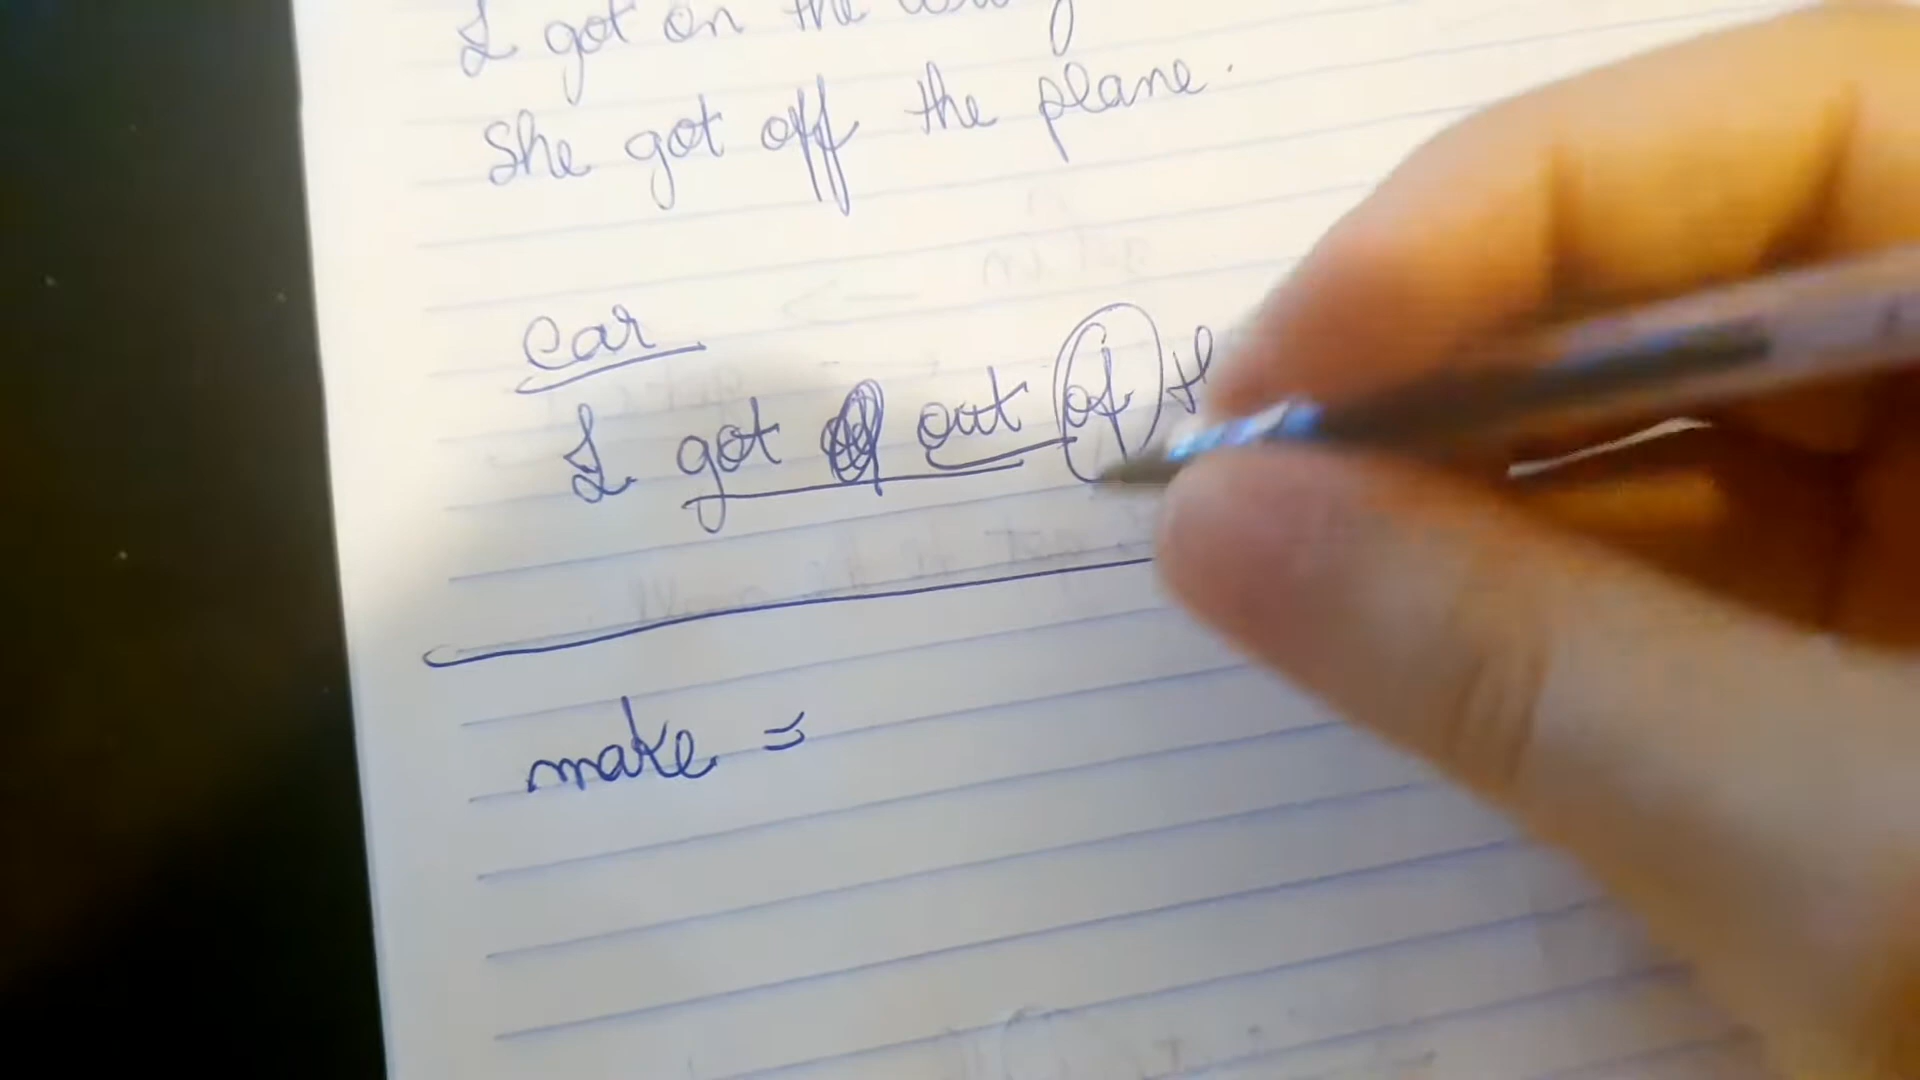 I got on the
She got off the plane.
car
I got out of
make =